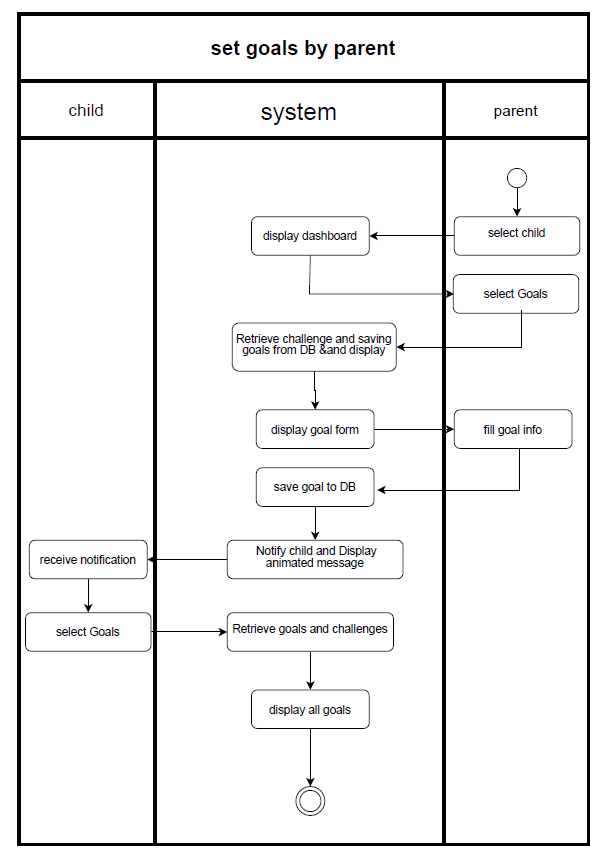 set goals by parent
child
system
parent
select child
display dashboard
select Goals
Retrieve challenge and saving
goals from DB &and display
display goal form
fill goal info
save goal to DB
Notify child and Display
animated message
receive notification
select Goals
Retrieve goals and challenges
display all goals